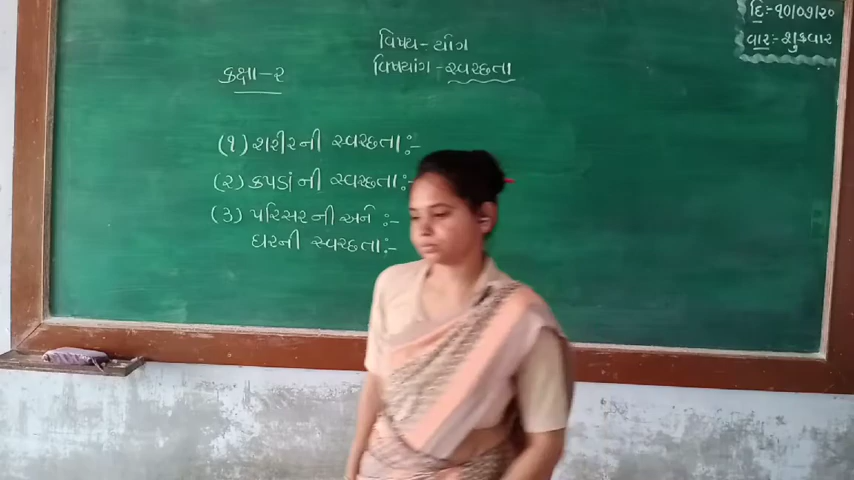 દિ:-૧૦/૦૭/૨૦
વાર:-શુક્રવાર
વિષય-યોગ
વિષયાંગ-સ્વચ્છતા
કક્ષા-૨
(૧) શરીરની સ્વચ્છતા:-
(૨) કપડાંની સ્વચ્છતા:-
(૩) પરિસરની અને :-
ઘરની સ્વચ્છતા:-